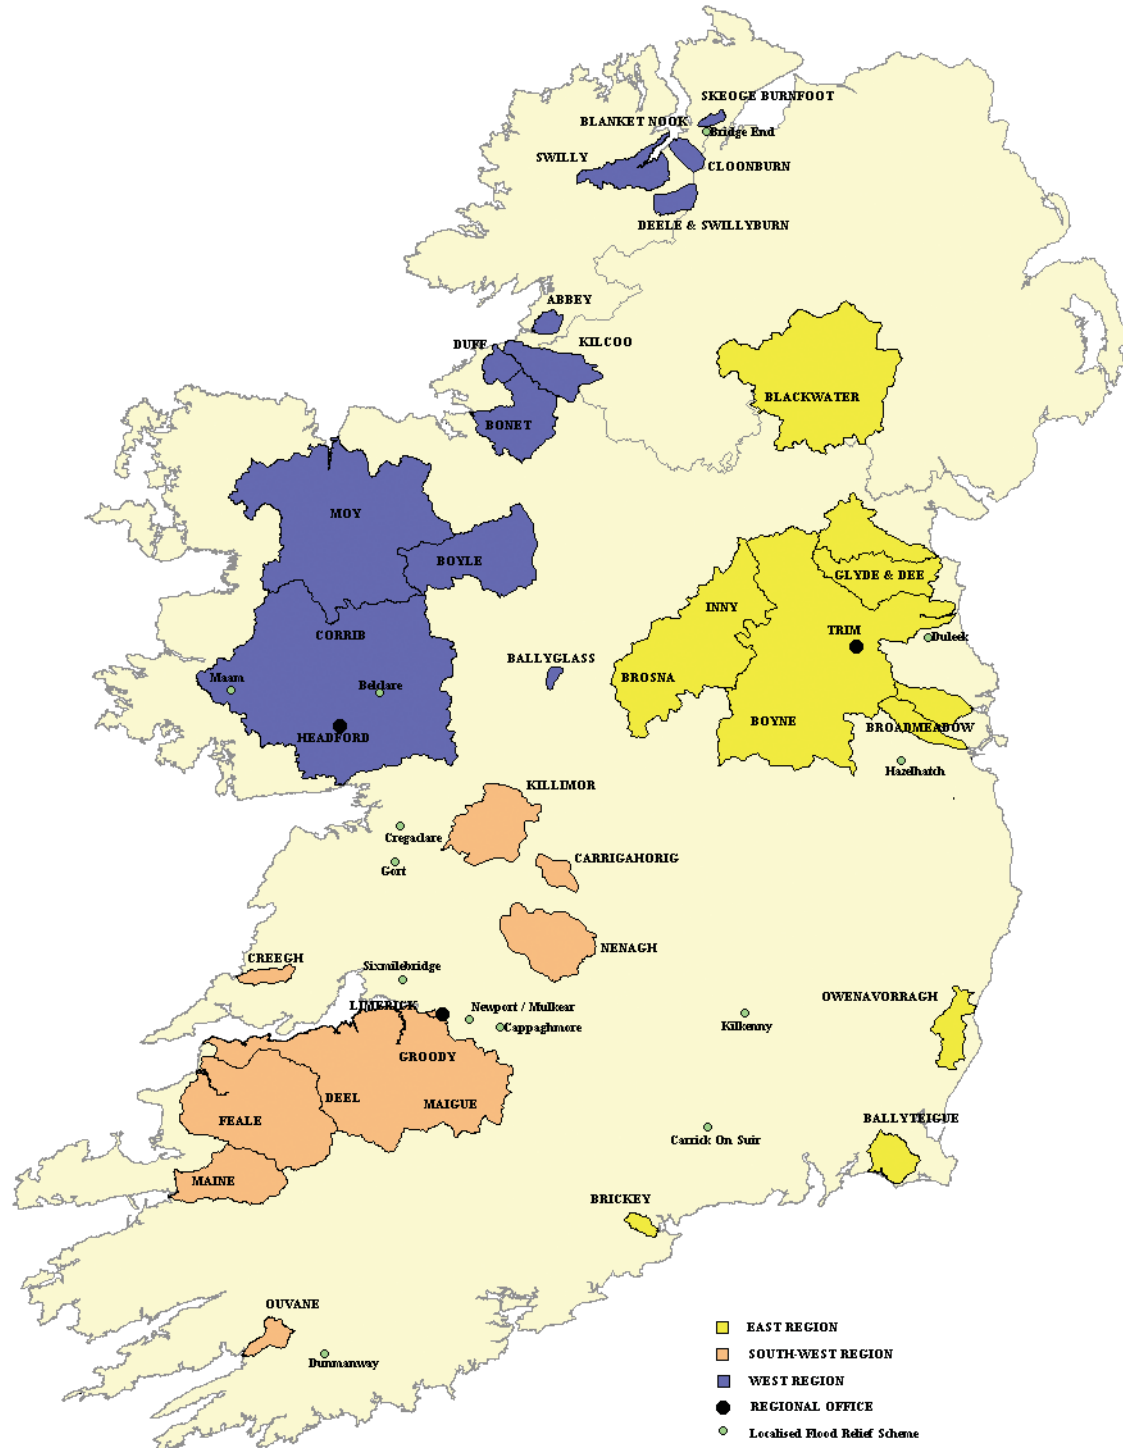 SKEOGE BURNFOOT
BLANKET NOOK
Bridge End
SWILLY
CLOONBURN
DEELE & SWILLYBURN
ABBEY
DUFF
KILCOO
BLACKWATER
BONET
MOY
BOYLE
GLYDE & DEE
INNY
CORRIB
TRIM
Duleek
BALLYGLASS
Maam
Belclare
BROSNA
BOYNE
BROADMEADOW
HEADFORD
Hazelhatch
KILLIMOR
Cregaclare
CARRIGAHORIG
Gort
NENAGH
CREEGH
Sixmilebridge
OWENAVORRAGH
LIMERICK
Newport / Mulkear
Cappaghmore
Kilkenny
GROODY
DEEL
MAIGUE
FEALE
BALLYTEIGUE
Carrick On Suir
MAINE
BRICKEY
OUVANE
Dunmanway
EAST REGION
SOUTH-WEST REGION
WEST REGION
REGIONAL OFFICE
Localised Flood Relief Scheme